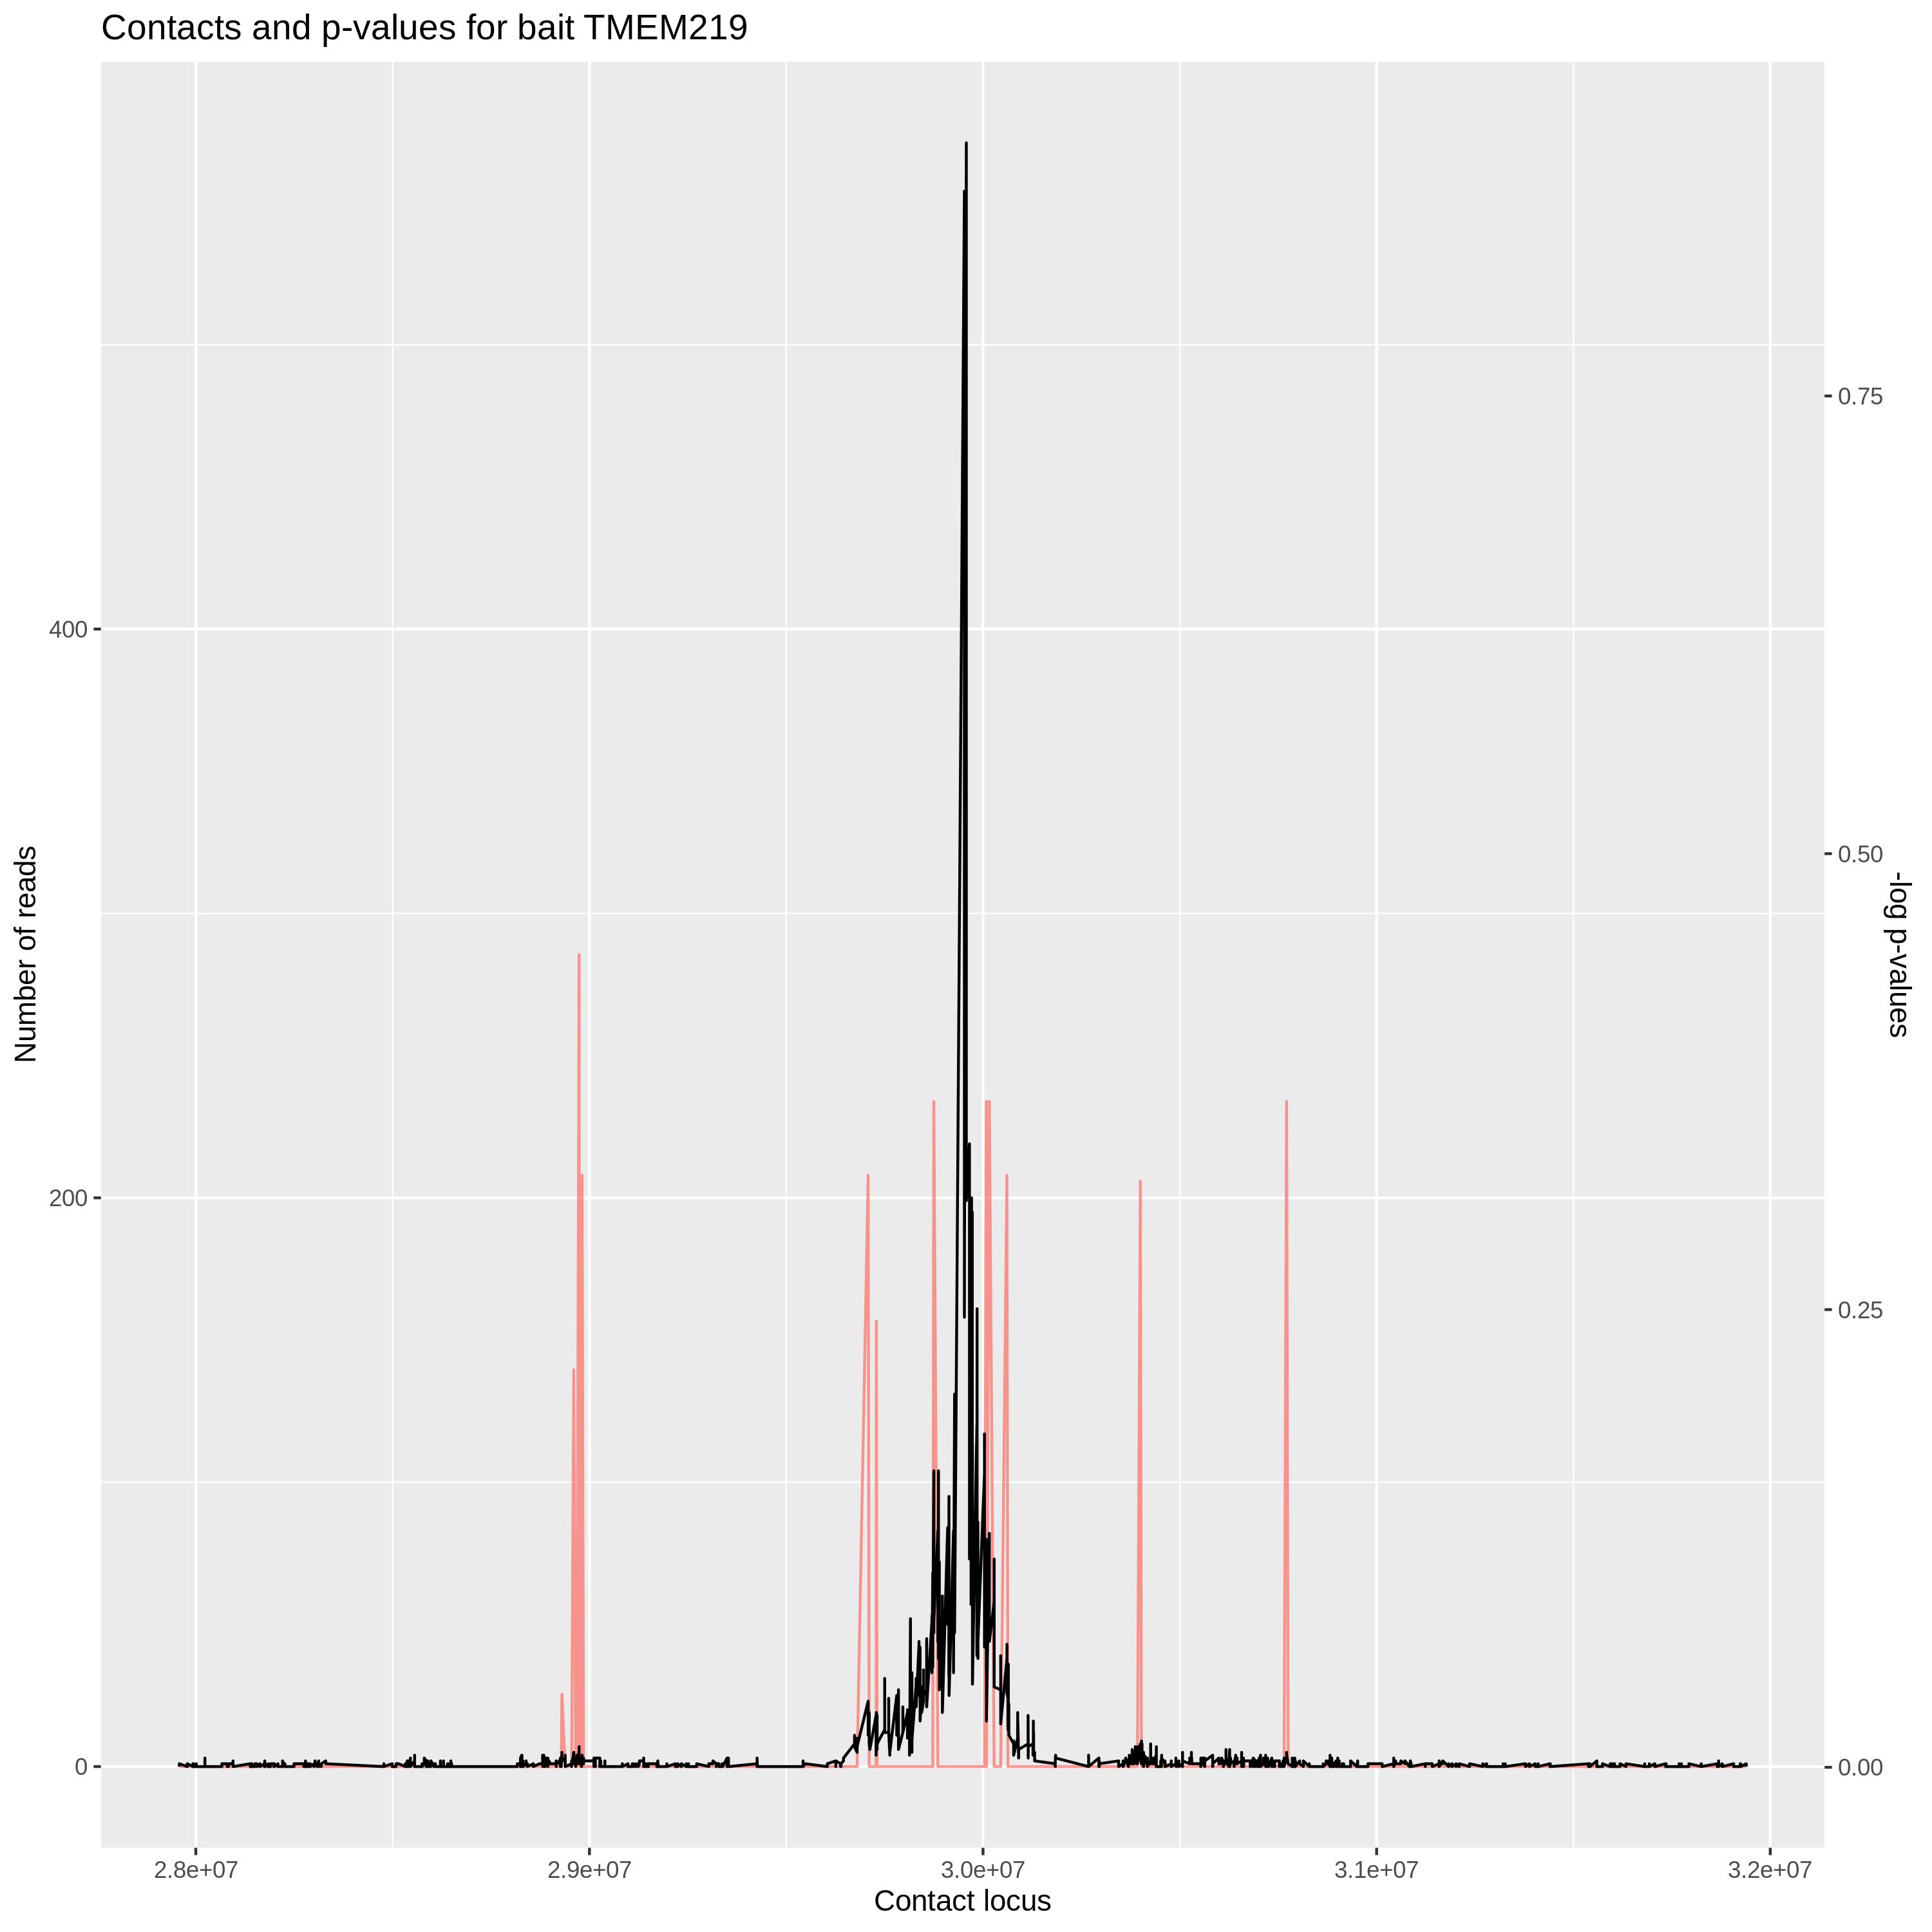 Contacts and p-values for bait TMEM219
Number of reads
400
200
0
0.75
0.50
0.25
0.00
-log p-values
2.8e+07
2.9e+07
3.0e+07
3.1e+07
3.2e+07
Contact locus